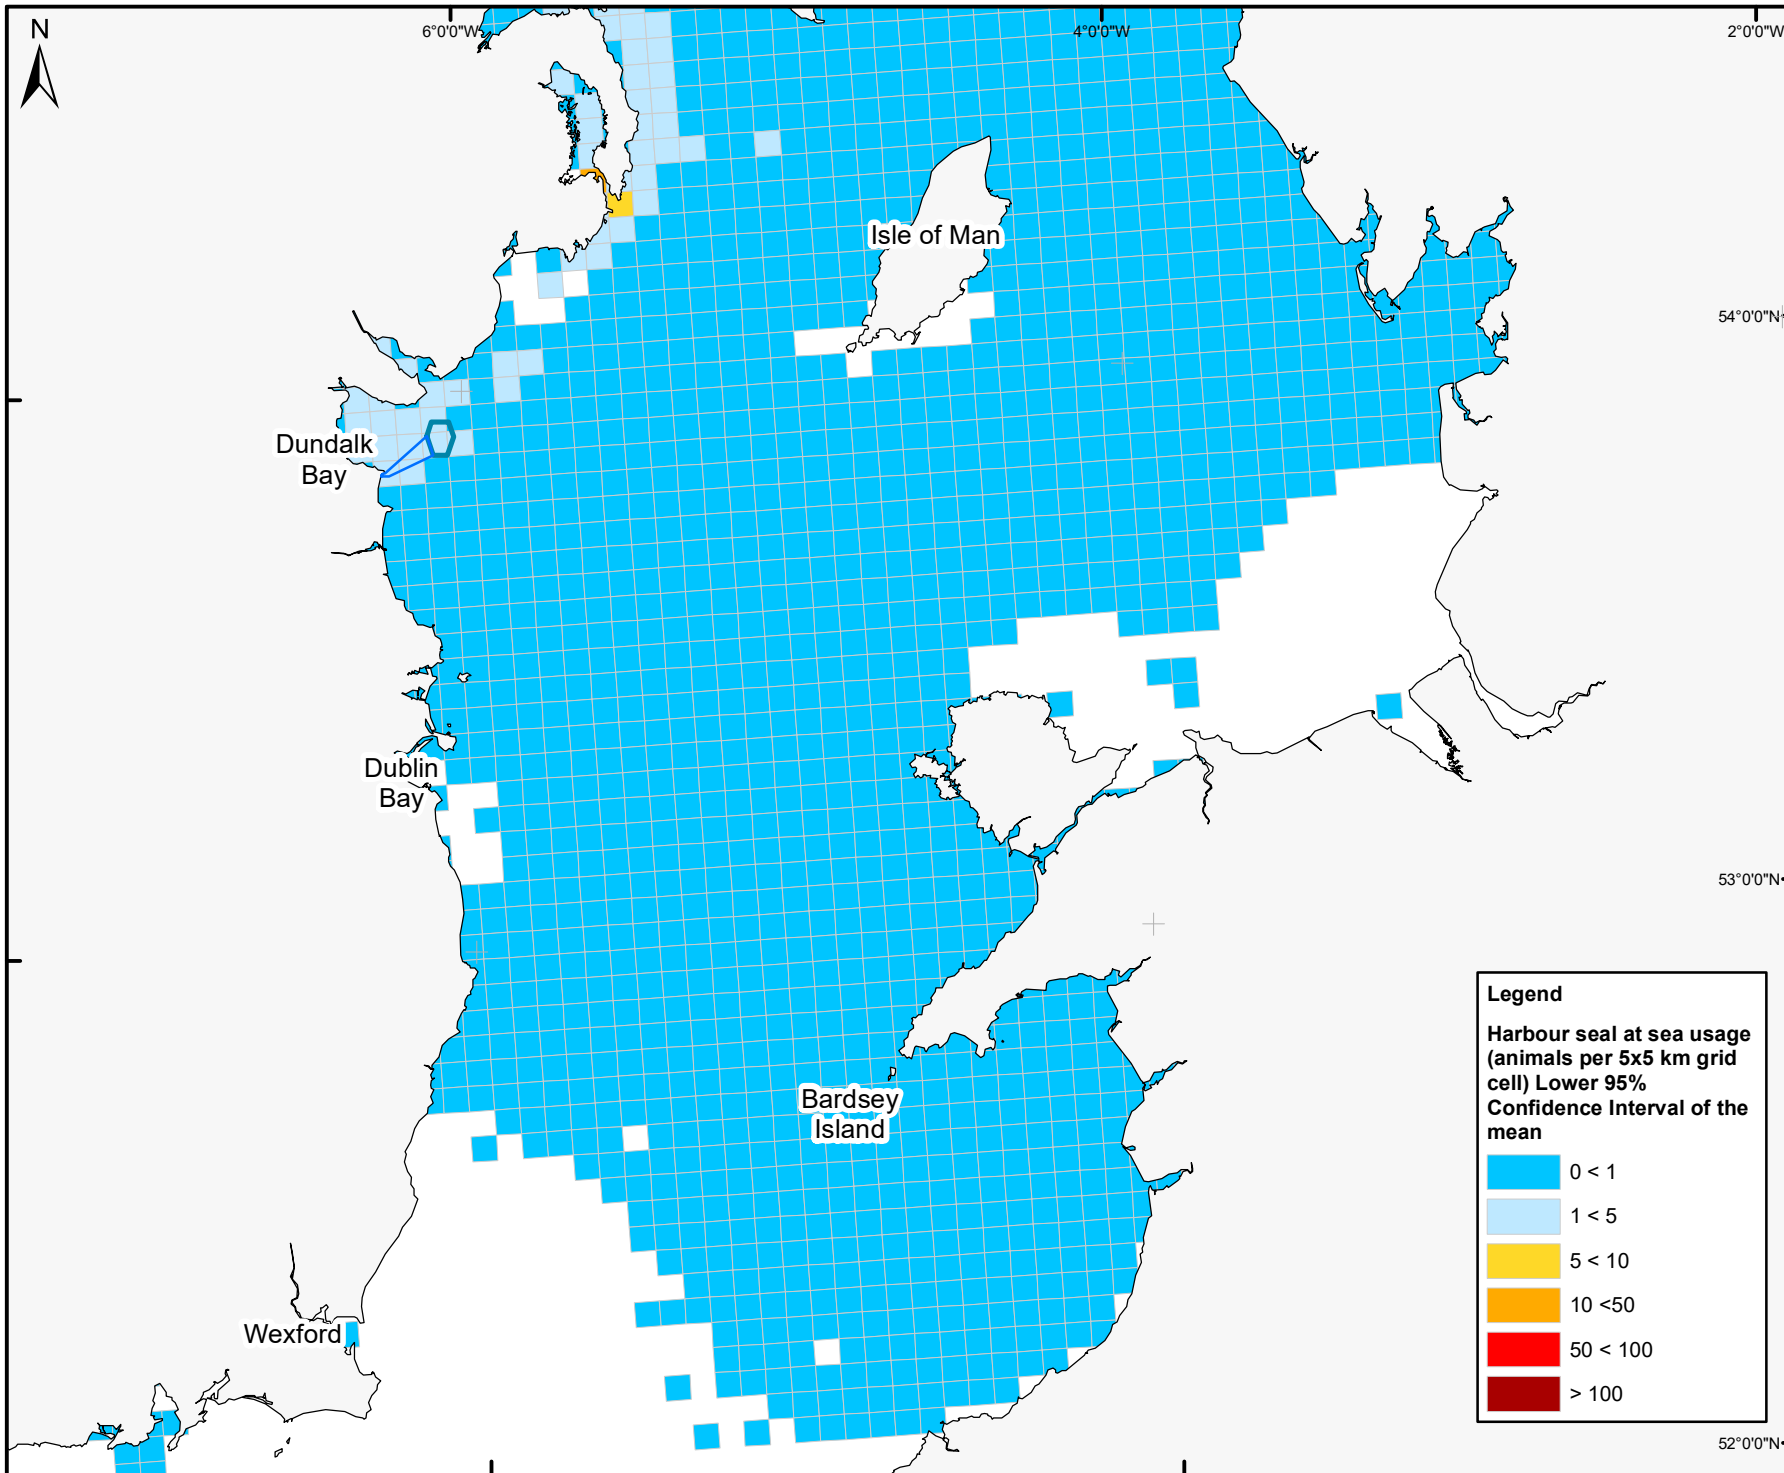 N
6°0'0"W
4°0'0"W
2°0'0"W
Isle of Man
54°0'0"N
Dundalk
Bay
Dublin
Bay
53°0'0"N
Bardsey
Island
Wexford
52°0'0"N
Legend
Harbour seal at sea usage
(animals per 5x5 km grid
cell) Lower 95%
Confidence Interval of the
mean
0 < 1
1 < 5
5 < 10
10 <50
50 < 100
> 100